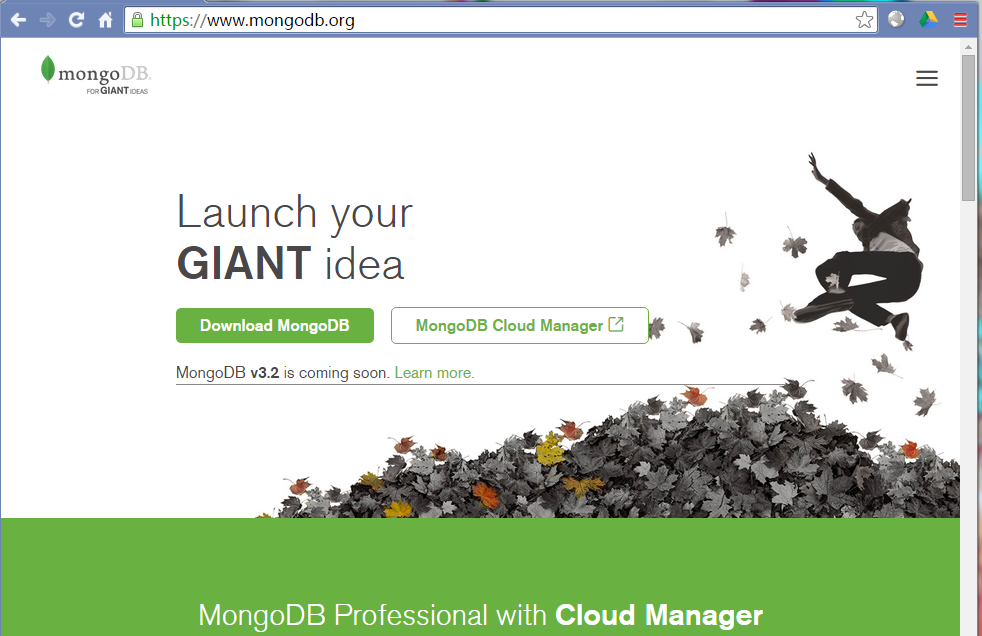 https://www.mongodb.org
mongoDB.
FOR GIANT IDEAS
Launch your
GIANT idea
Download MongoDB
MongoDB Cloud Manager
MongoDB v3.2 is coming soon. Learn more.
MongoDB Professional with Cloud Manager